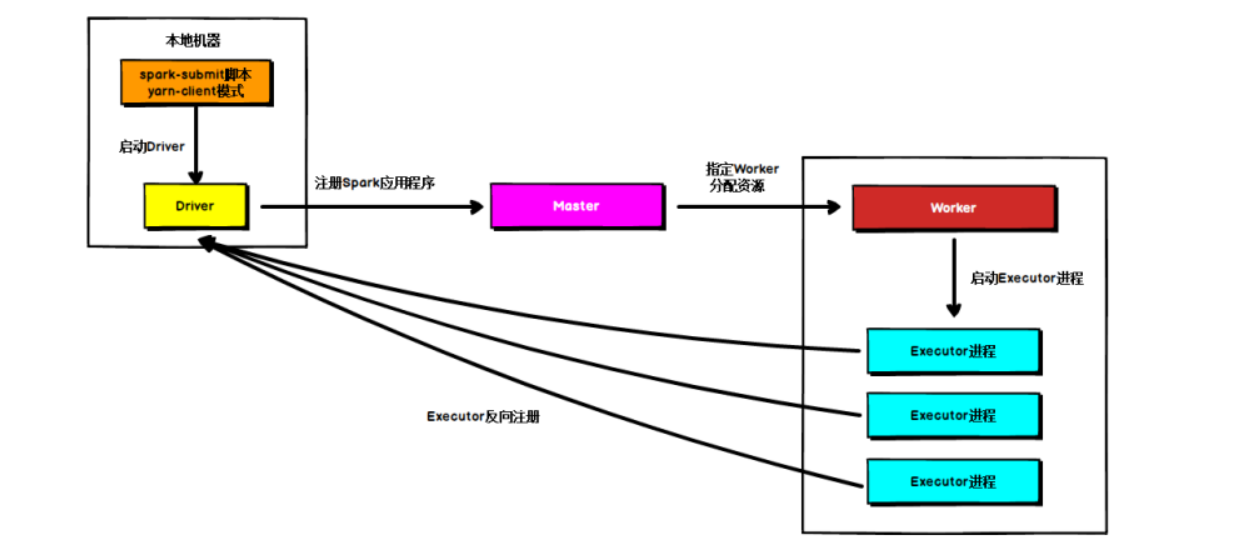 本地机器
spark-submit脚本
yarn-client模式
启动Driver
Driver
注册Spark应用程序
Master
指定Worker
分配资源
Worker
启动Executor进程
Executor进程
Executor进程
Executor进程
Executor反向注册